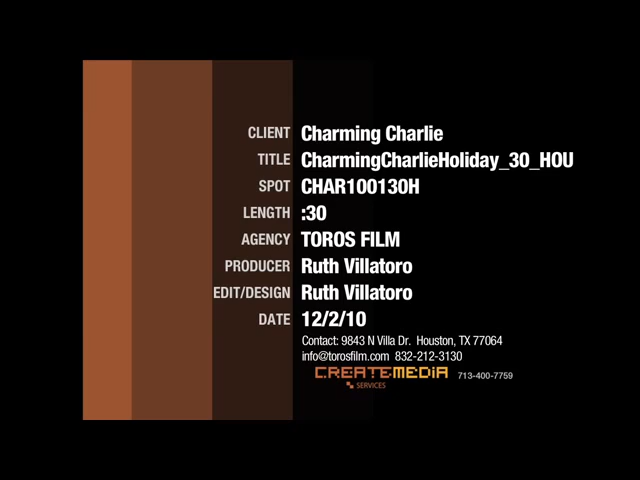 CLIENT Charming Charlie
TITLE CharmingCharlieHoliday_30_HOU
SPOT CHAR100130H
LENGTH :30
AGENCY TOROS FILM
PRODUCER Ruth Villatoro
EDIT/DESIGN Ruth Villatoro
DATE 12/2/10
Contact: 9843 N Villa Dr. Houston, TX 77064
info@torosfilm.com 832-212-3130
CREATEMEDIA 713-400-7759
SERVICES